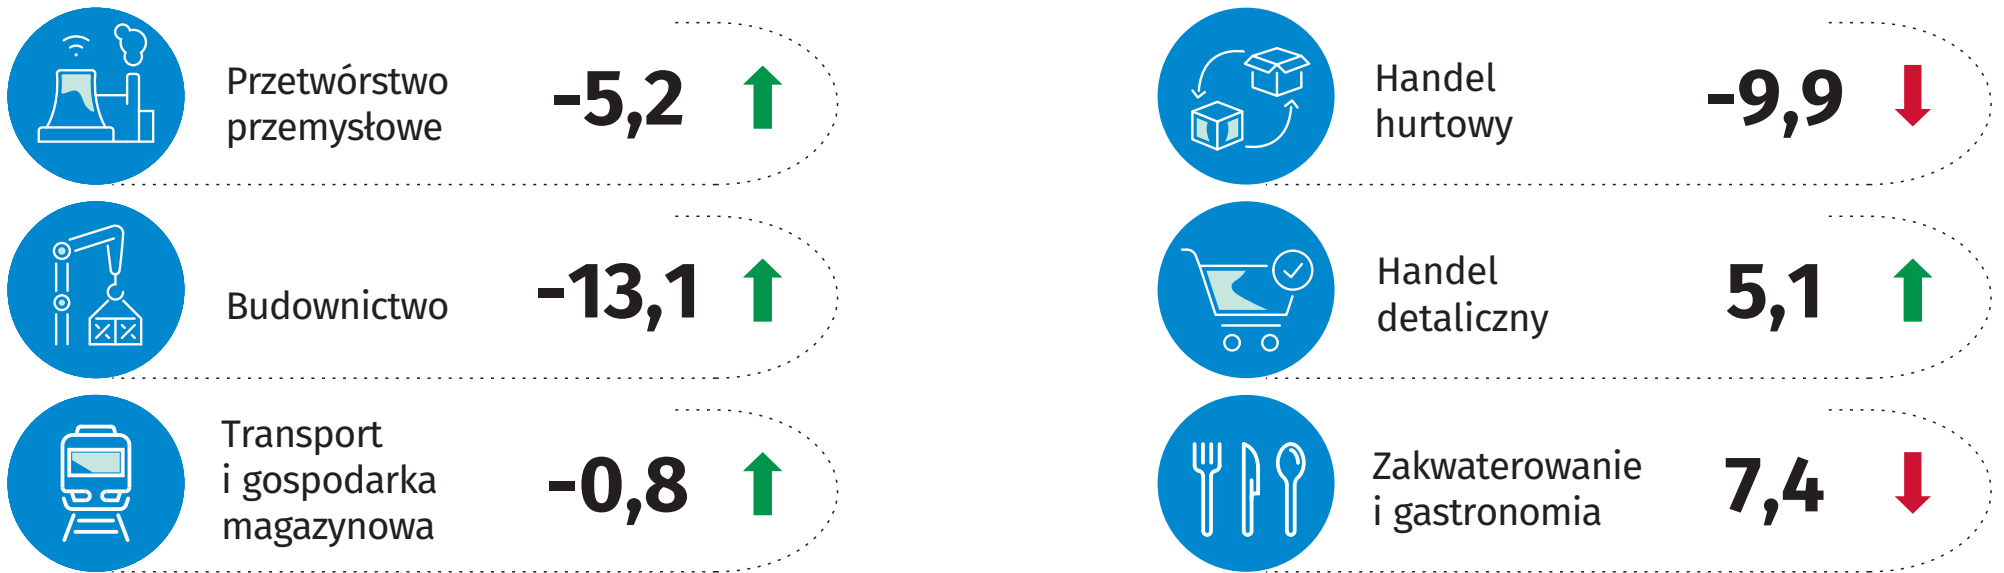 Przetwórstwo
przemysłowe
-5,2
Budownictwo
-13,1
Transport
i gospodarka
magazynowa
-0,8
Handel
hurtowy
-9,9
Handel
detaliczny
5,1
Zakwaterowanie
i gastronomia
7,4